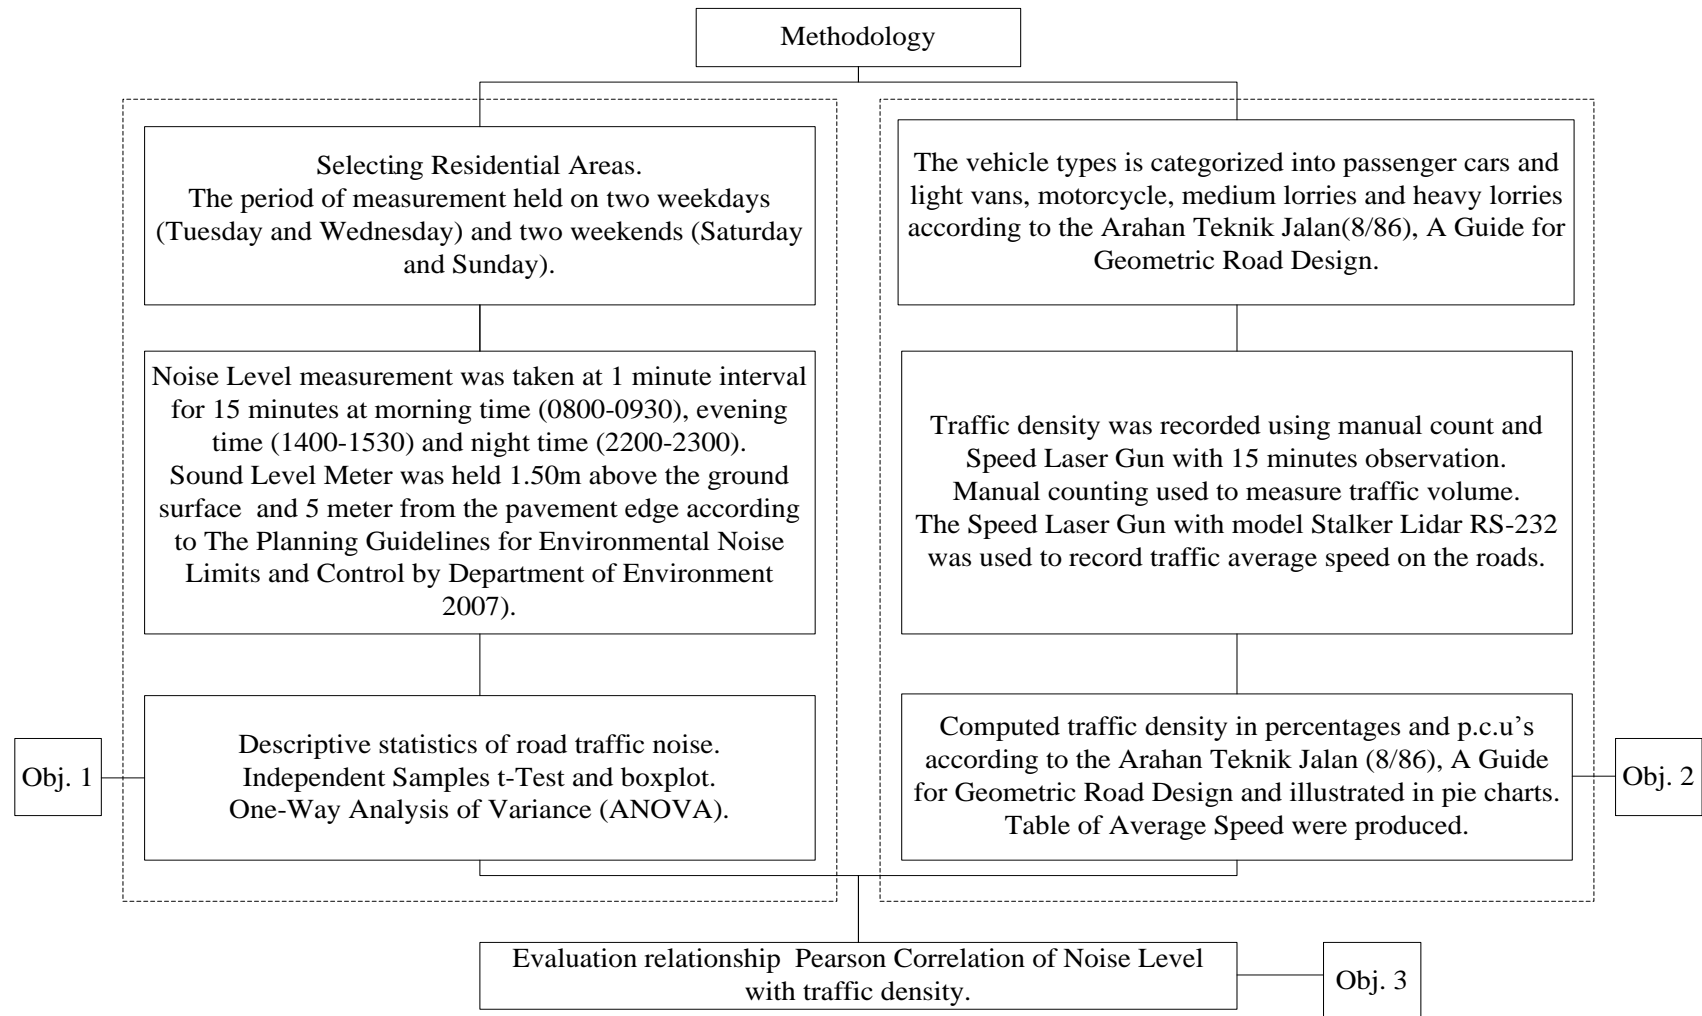 Methodology
Selecting Residential Areas.
The period of measurement held on two weekdays
(Tuesday and Wednesday) and two weekends (Saturday
and Sunday).
The vehicle types is categorized into passenger cars and
light vans, motorcycle, medium lorries and heavy lorries
according to the Arahan Teknik Jalan(8/86), A Guide for
Geometric Road Design.
Noise Level measurement was taken at 1 minute interval
for 15 minutes at morning time (0800-0930), evening
time (1400-1530) and night time (2200-2300).
Sound Level Meter was held 1.50m above the ground
surface and 5 meter from the pavement edge according
to The Planning Guidelines for Environmental Noise
Limits and Control by Department of Environment
2007).
Traffic density was recorded using manual count and
Speed Laser Gun with 15 minutes observation.
Manual counting used to measure traffic volume.
The Speed Laser Gun with model Stalker Lidar RS-232
was used to record traffic average speed on the roads.
Obj. 1
Descriptive statistics of road traffic noise.
Independent Samples t-Test and boxplot.
One-Way Analysis of Variance (ANOVA).
Computed traffic density in percentages and p.c.u’s
according to the Arahan Teknik Jalan (8/86), A Guide
for Geometric Road Design and illustrated in pie charts.
Table of Average Speed were produced.
Obj. 2
Evaluation relationship Pearson Correlation of Noise Level
with traffic density.
Obj. 3